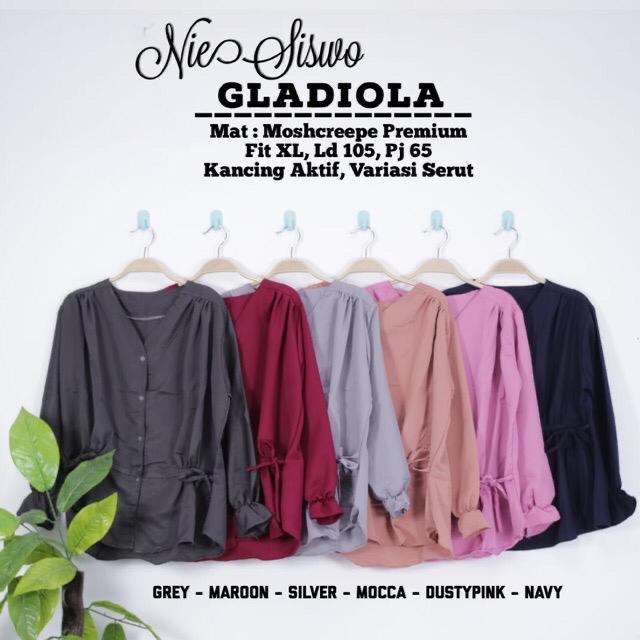 Nie Siswo
GLADIOLA
Mat : Moshcreepe Premium
Fit XL, Ld 105, Pj 65
Kancing Aktif, Variasi Serut
GREY - MAROON - SILVER - MOCCA - DUSTYPINK - NAVY